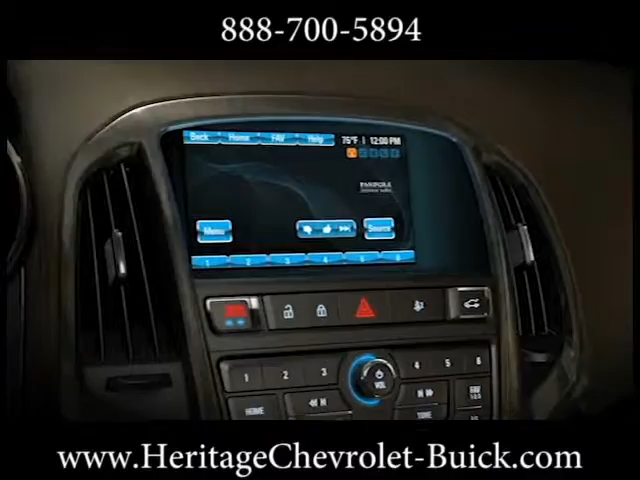 888-700-5894
Back Home FAV Help 75°F 12:00 PM
PANDORA
Menu Source
1 2 3 4 5 6
1 2 3 VOL 4 5 6
HOME FAV
TONE
www.HeritageChevrolet-Buick.com